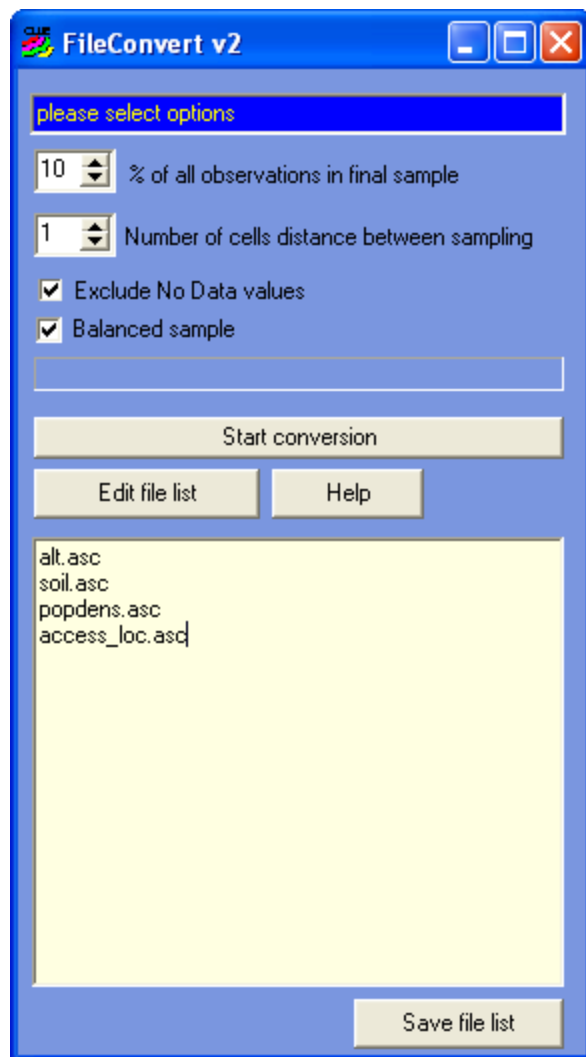 CLUE
FileConvert v2
please select options
10 % of all observations in final sample
1 Number of cells distance between sampling
Exclude No Data values
Balanced sample
Start conversion
Edit file list Help
alt.asc
soil.asc
popdens.asc
access_loc.asc
Save file list